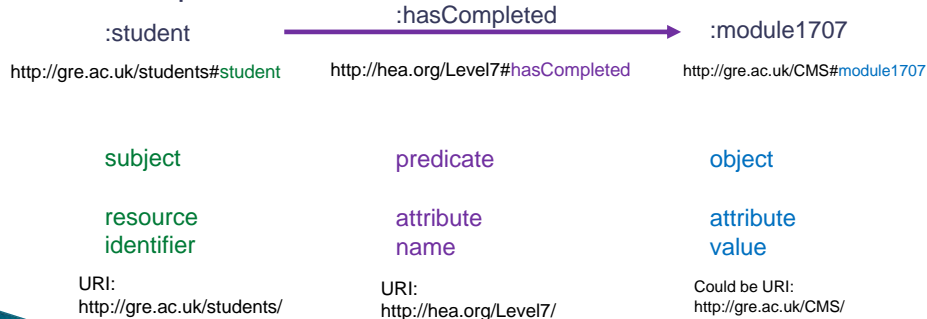 :hasCompleted
:student
:module1707
http://gre.ac.uk/students#student
http://hea.org/Level7#hasCompleted
http://gre.ac.uk/CMS#module1707
subject
predicate
object
resource
identifier
attribute
name
attribute
value
URI:
http://gre.ac.uk/students/
URI:
http://hea.org/Level7/
Could be URI:
http://gre.ac.uk/CMS/